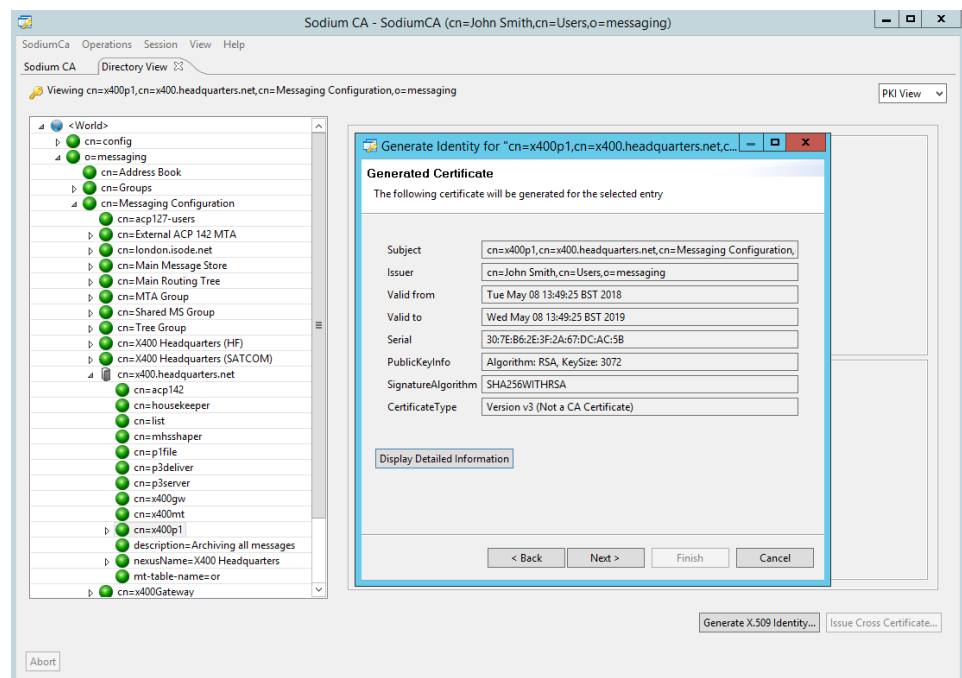 Sodium CA - SodiumCA (cn=John Smith,cn=Users,o=messaging)
SodiumCa Operations Session View Help
Sodium CA Directory View
Viewing cn=x400p1,cn=x400.headquarters.net,cn=Messaging Configuration,o=messaging
PKI View
<World>
cn=config
o=messaging
cn=Address Book
cn=Groups
cn=Messaging Configuration
cn=acp127-users
cn=External ACP 142 MTA
cn=london.isode.net
cn=Main Message Store
cn=Main Routing Tree
cn=MTA Group
cn=Shared MS Group
cn=Tree Group
cn=X400 Headquarters (HF)
cn=X400 Headquarters (SATCOM)
cn=x400.headquarters.net
cn=acp142
cn=housekeeper
cn=list
cn=mhsshaper
cn=p1file
cn=p3deliver
cn=p3server
cn=x400gw
cn=x400mt
cn=x400p1
description=Archiving all messages
nexusName=X400 Headquarters
mt-table-name=or
cn=x400Gateway
Generate Identity for "cn=x400p1,cn=x400.headquarters.net,c...
Generated Certificate
The following certificate will be generated for the selected entry
Subject cn=x400p1,cn=x400.headquarters.net,cn=Messaging Configuration,
Issuer cn=John Smith,cn=Users,o=messaging
Valid from Tue May 08 13:49:25 BST 2018
Valid to Wed May 08 13:49:25 BST 2019
Serial 30:7E:B6:2E:3F:2A:67:DC:AC:5B
PublicKeyInfo Algorithm: RSA, KeySize: 3072
SignatureAlgorithm SHA256WITHRSA
CertificateType Version v3 (Not a CA Certificate)
Display Detailed Information
< Back Next > Finish Cancel
Generate X.509 Identity... Issue Cross Certificate...
Abort